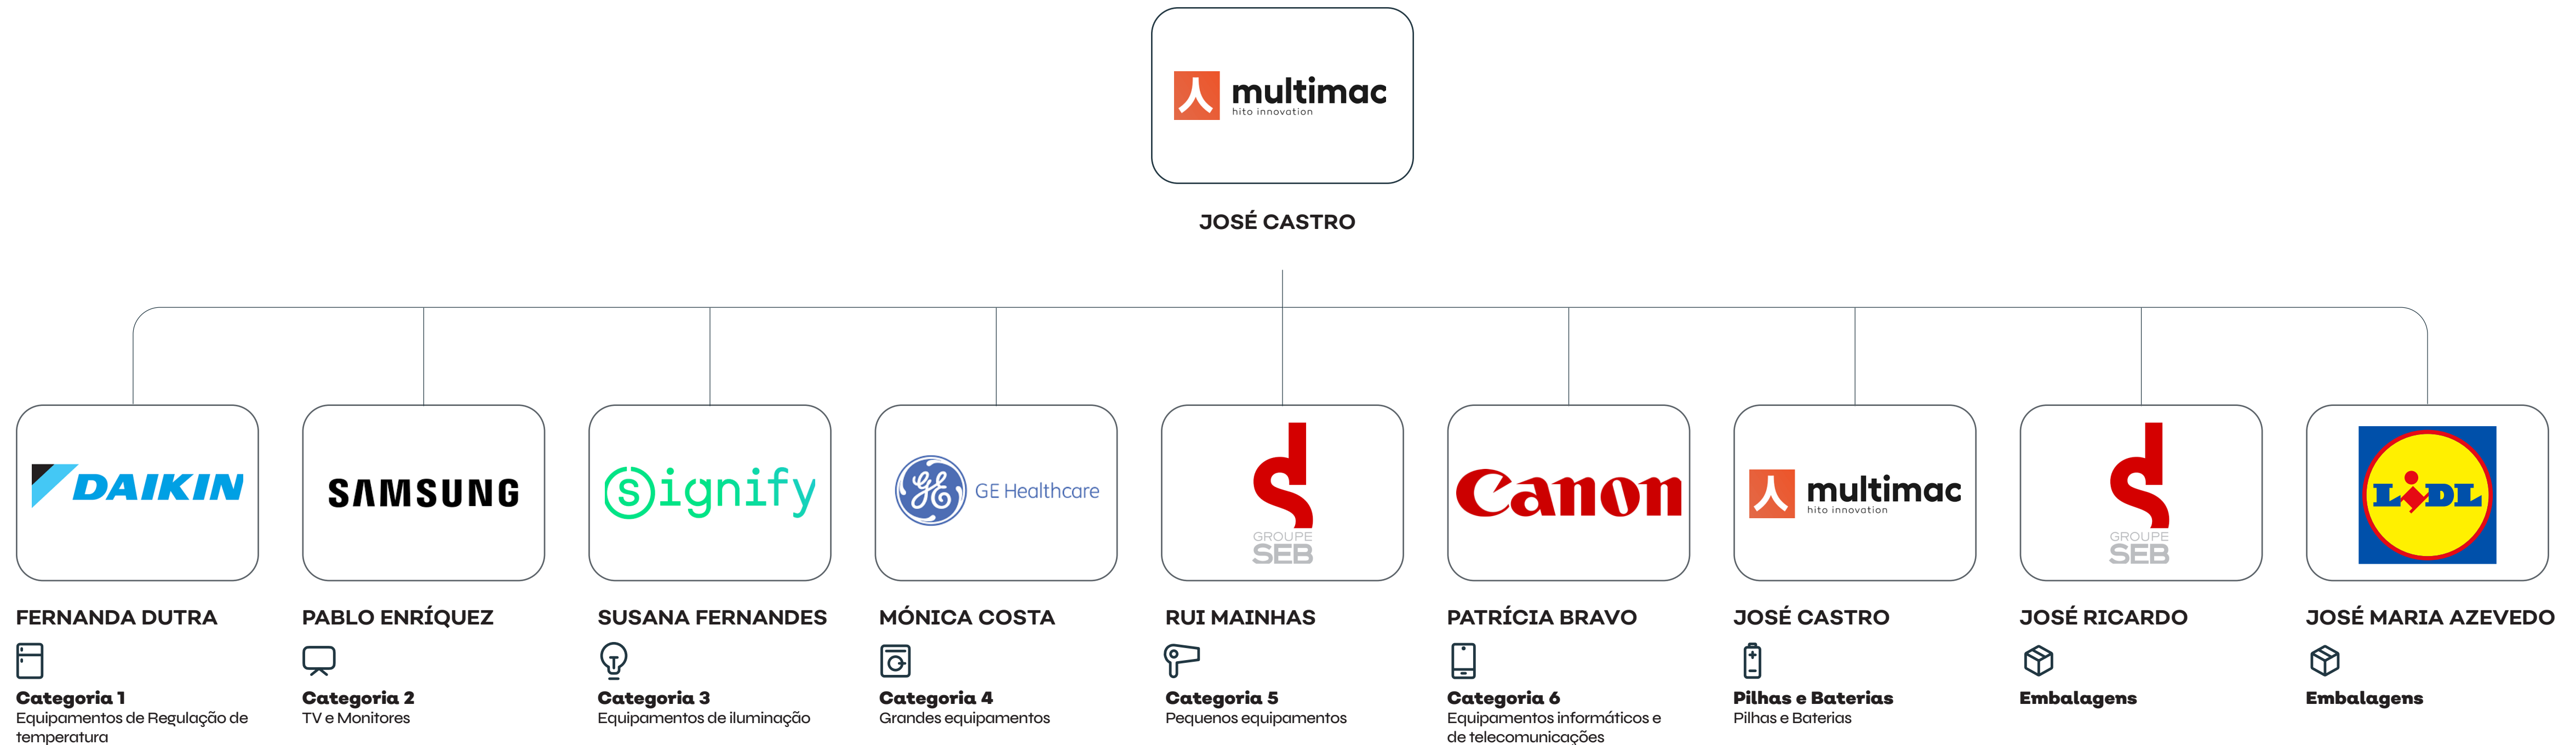 multimac
hito innovation
JOSÉ CASTRO
DAIKIN
SAMSUNG
signify
GE GE Healthcare
GROUPE
SEB
Canon
multimac
hito innovation
GROUPE
SEB
LIDL
FERNANDA DUTRA
Categoria 1
Equipamentos de Regulação de
temperatura
PABLO ENRÍQUEZ
Categoria 2
TV e Monitores
SUSANA FERNANDES
Categoria 3
Equipamentos de iluminação
MÓNICA COSTA
Categoria 4
Grandes equipamentos
RUI MAINHAS
Categoria 5
Pequenos equipamentos
PATRÍCIA BRAVO
Categoria 6
Equipamentos informáticos e
de telecomunicações
JOSÉ CASTRO
Pilhas e Baterias
Pilhas e Baterias
JOSÉ RICARDO
Embalagens
JOSÉ MARIA AZEVEDO
Embalagens